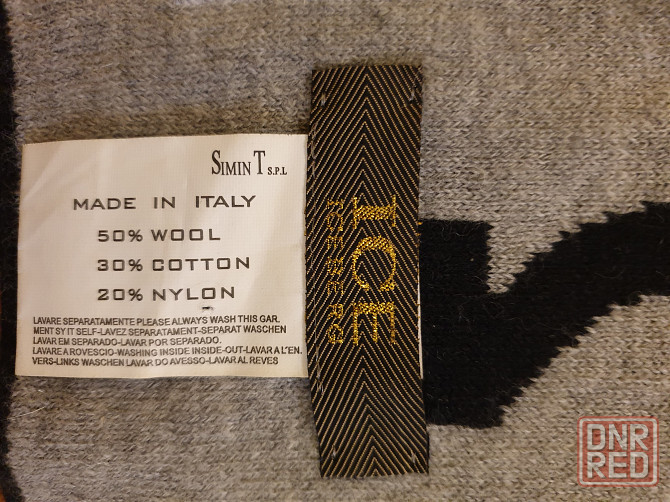 SIMIN T S.P.L
MADE IN ITALY
50% WOOL
30% COTTON
20% NYLON
LAVARE SEPARATAMENTE PLEASE ALWAYS WASH THIS GAR.
MENT SY IT SELF-LAVEZ SEPARATAMENT-SEPARAT WASCHEN
LAVAR EM SEPARADO-LAVAR POR SEPARADO.
LAVARE A ROVESCIO-WASHING INSIDE INSIDE-OUT-LAVAR A L'EN.
VERS-LINKS WASCHEN LAVAR DO AVESSO-LAVAR AL REVES
ICE
ICE BERG
DNR
RED